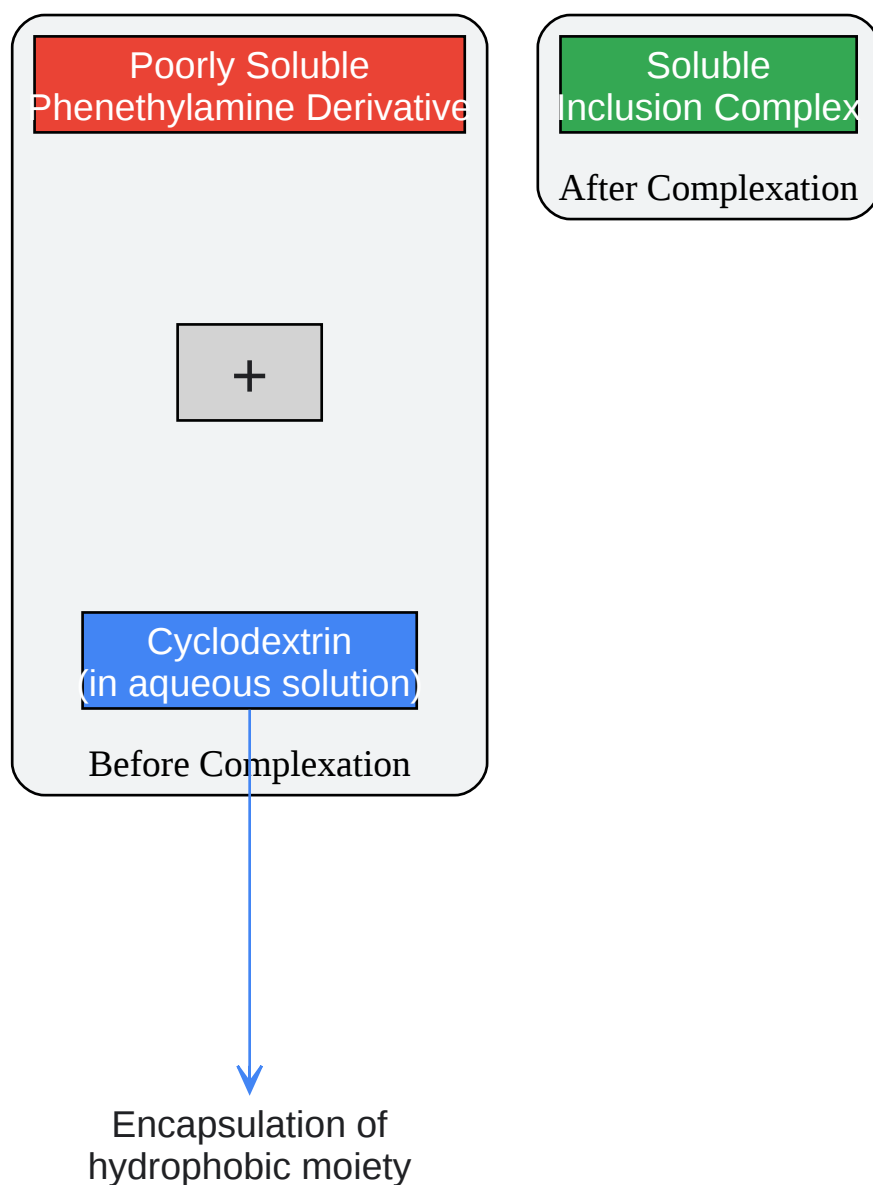 Poorly Soluble
Phenethylamine Derivative
+
Cyclodextrin
(in aqueous solution)
Before Complexation
Encapsulation of
hydrophobic moiety
Soluble
Inclusion Complex
After Complexation